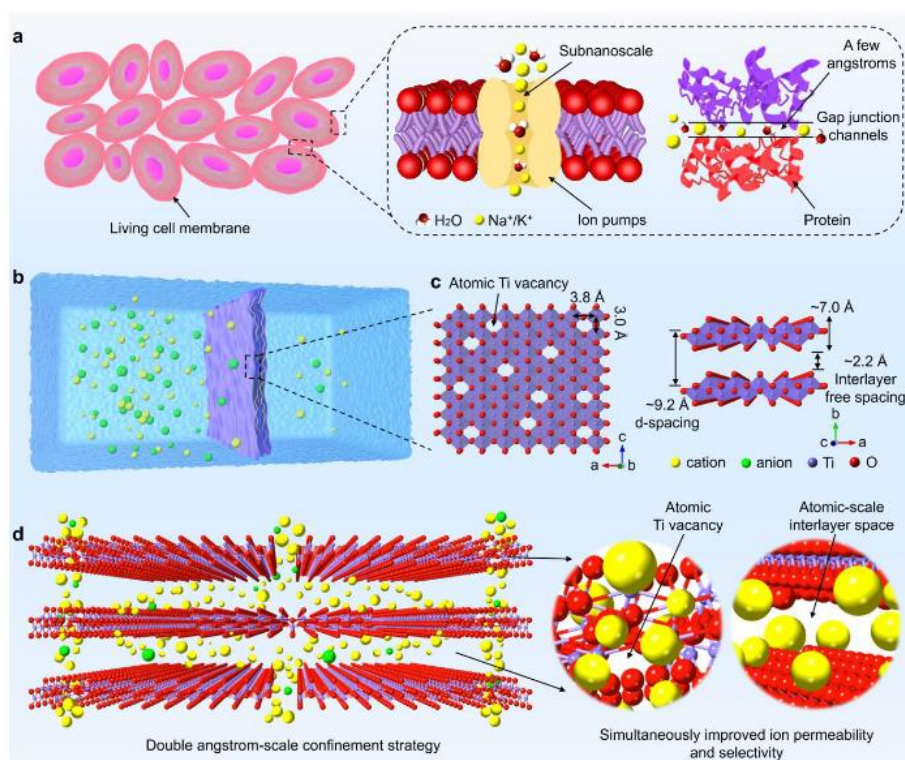 a
Living cell membrane
Subnanoscale
A few
angstroms
Gap junction
channels
H₂O
Na⁺/K⁺
Ion pumps
Protein
b
c
Atomic Ti vacancy
3.8 Å
3.0 Å
~7.0 Å
~2.2 Å
Interlayer
free spacing
~9.2 Å
d-spacing
c
a
b
b
c
a
cation
anion
Ti
O
d
Double angstrom-scale confinement strategy
Atomic
Ti vacancy
Atomic-scale
interlayer space
Simultaneously improved ion permeability
and selectivity